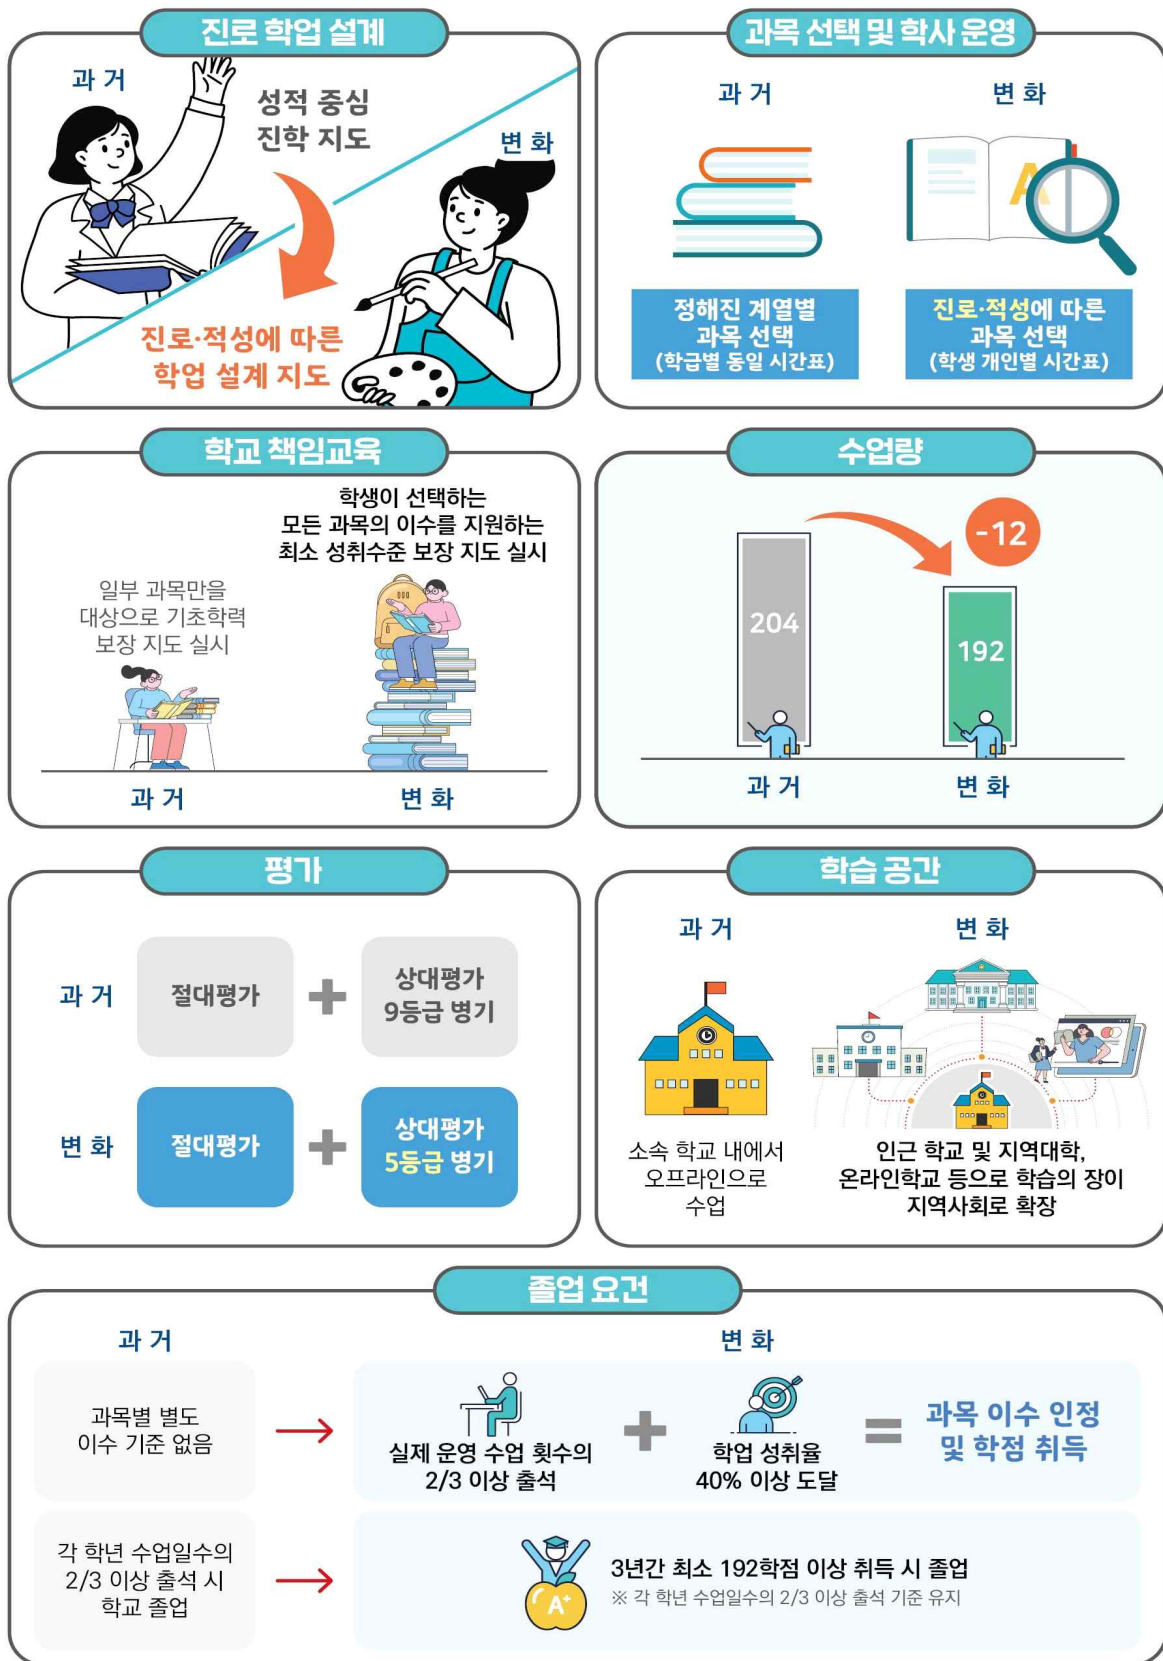 진로 학업 설계
과 거
성적 중심
진학 지도
변 화
진로·적성에 따른
학업 설계 지도
과목 선택 및 학사 운영
과 거
변 화
A
정해진 계열별
과목 선택
(학급별 동일 시간표)
진로·적성에 따른
과목 선택
(학생 개인별 시간표)
학교 책임교육
학생이 선택하는
모든 과목의 이수를 지원하는
최소 성취수준 보장 지도 실시
일부 과목만을
대상으로 기초학력
보장 지도 실시
과 거
변 화
수업량
-12
204
192
과 거
변 화
평가
과 거
절대평가
+
상대평가
9등급 병기
변 화
절대평가
+
상대평가
5등급 병기
학습 공간
과 거
변 화
소속 학교 내에서
오프라인으로
수업
인근 학교 및 지역대학,
온라인학교 등으로 학습의 장이
지역사회로 확장
졸업 요건
과 거
변 화
과목별 별도
이수 기준 없음
실제 운영 수업 횟수의
2/3 이상 출석
+
학업 성취율
40% 이상 도달
=
과목 이수 인정
및 학점 취득
각 학년 수업일수의
2/3 이상 출석 시
학교 졸업
A+
3년간 최소 192학점 이상 취득 시 졸업
※ 각 학년 수업일수의 2/3 이상 출석 기준 유지